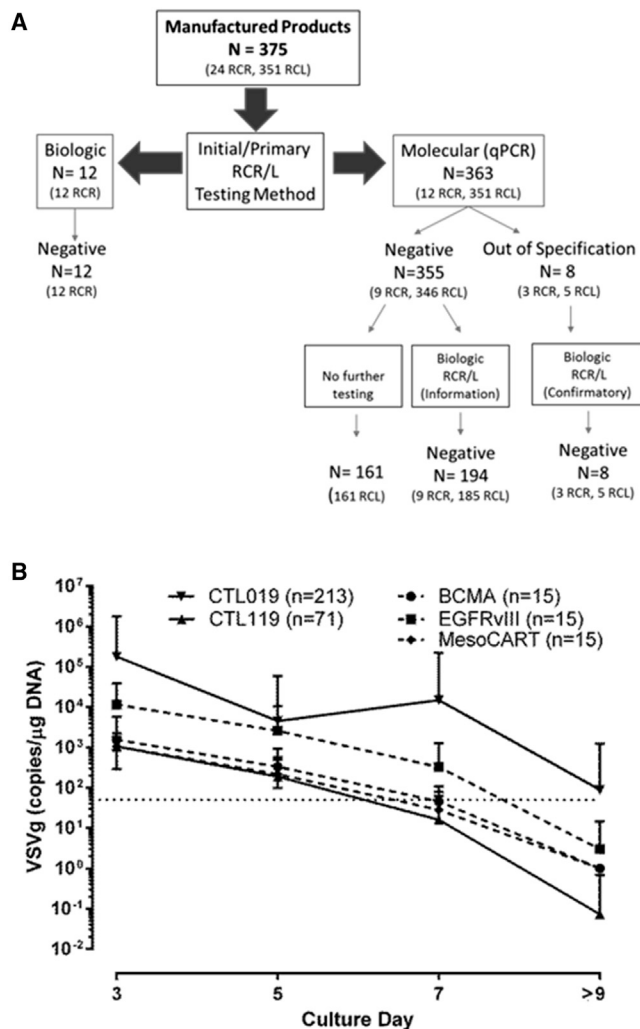 A
Manufactured Products
N = 375
(24 RCR, 351 RCL)
Biologic
N= 12
(12 RCR)
Initial/Primary
RCR/L
Testing Method
Molecular (qPCR)
N=363
(12 RCR, 351 RCL)
Negative
N=12
(12 RCR)
Negative
N=355
(9 RCR, 346 RCL)
Out of Specification
N= 8
(3 RCR, 5 RCL)
No further
testing
Biologic
RCR/L
(Information)
Biologic
RCR/L
(Confirmatory)
N= 161
(161 RCL)
Negative
N= 194
(9 RCR, 185 RCL)
Negative
N=8
(3 RCR, 5 RCL)
B
VSVg (copies/µg DNA)
10⁷
10⁶
10⁵
10⁴
10³
10²
10¹
10⁰
10⁻¹
10⁻²
CTL019 (n=213)
CTL119 (n=71)
BCMA (n=15)
EGFRvIII (n=15)
MesoCART (n=15)
3 5 7 >9
Culture Day